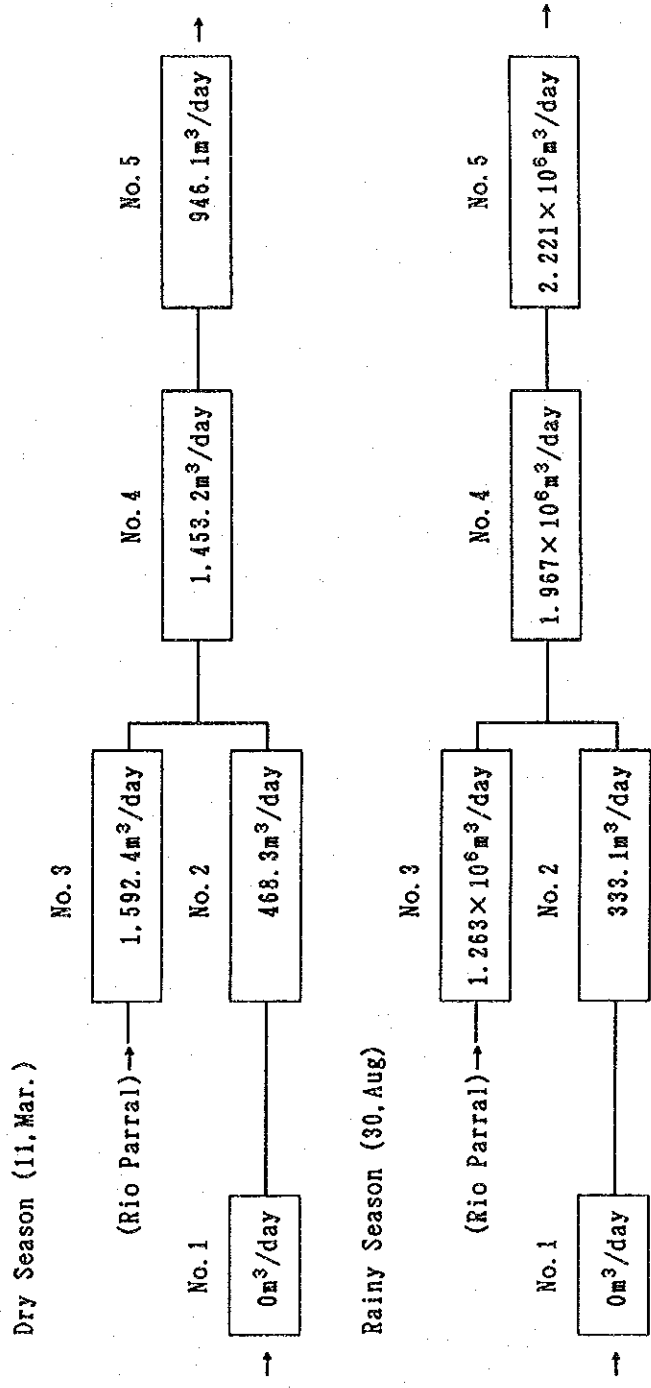 Dry Season (11, Mar.)
No. 3
(Rio Parral)
1,592.4m³/day
No. 4
No. 5
1,453.2m³/day
946.1m³/day
No. 1
No. 2
0m³/day
468.3m³/day
Rainy Season (30, Aug)
No. 3
(Rio Parral)
1.263×10⁶m³/day
No. 4
No. 5
1.967×10⁶m³/day
2.221×10⁶m³/day
No. 1
No. 2
0m³/day
333.1m³/day